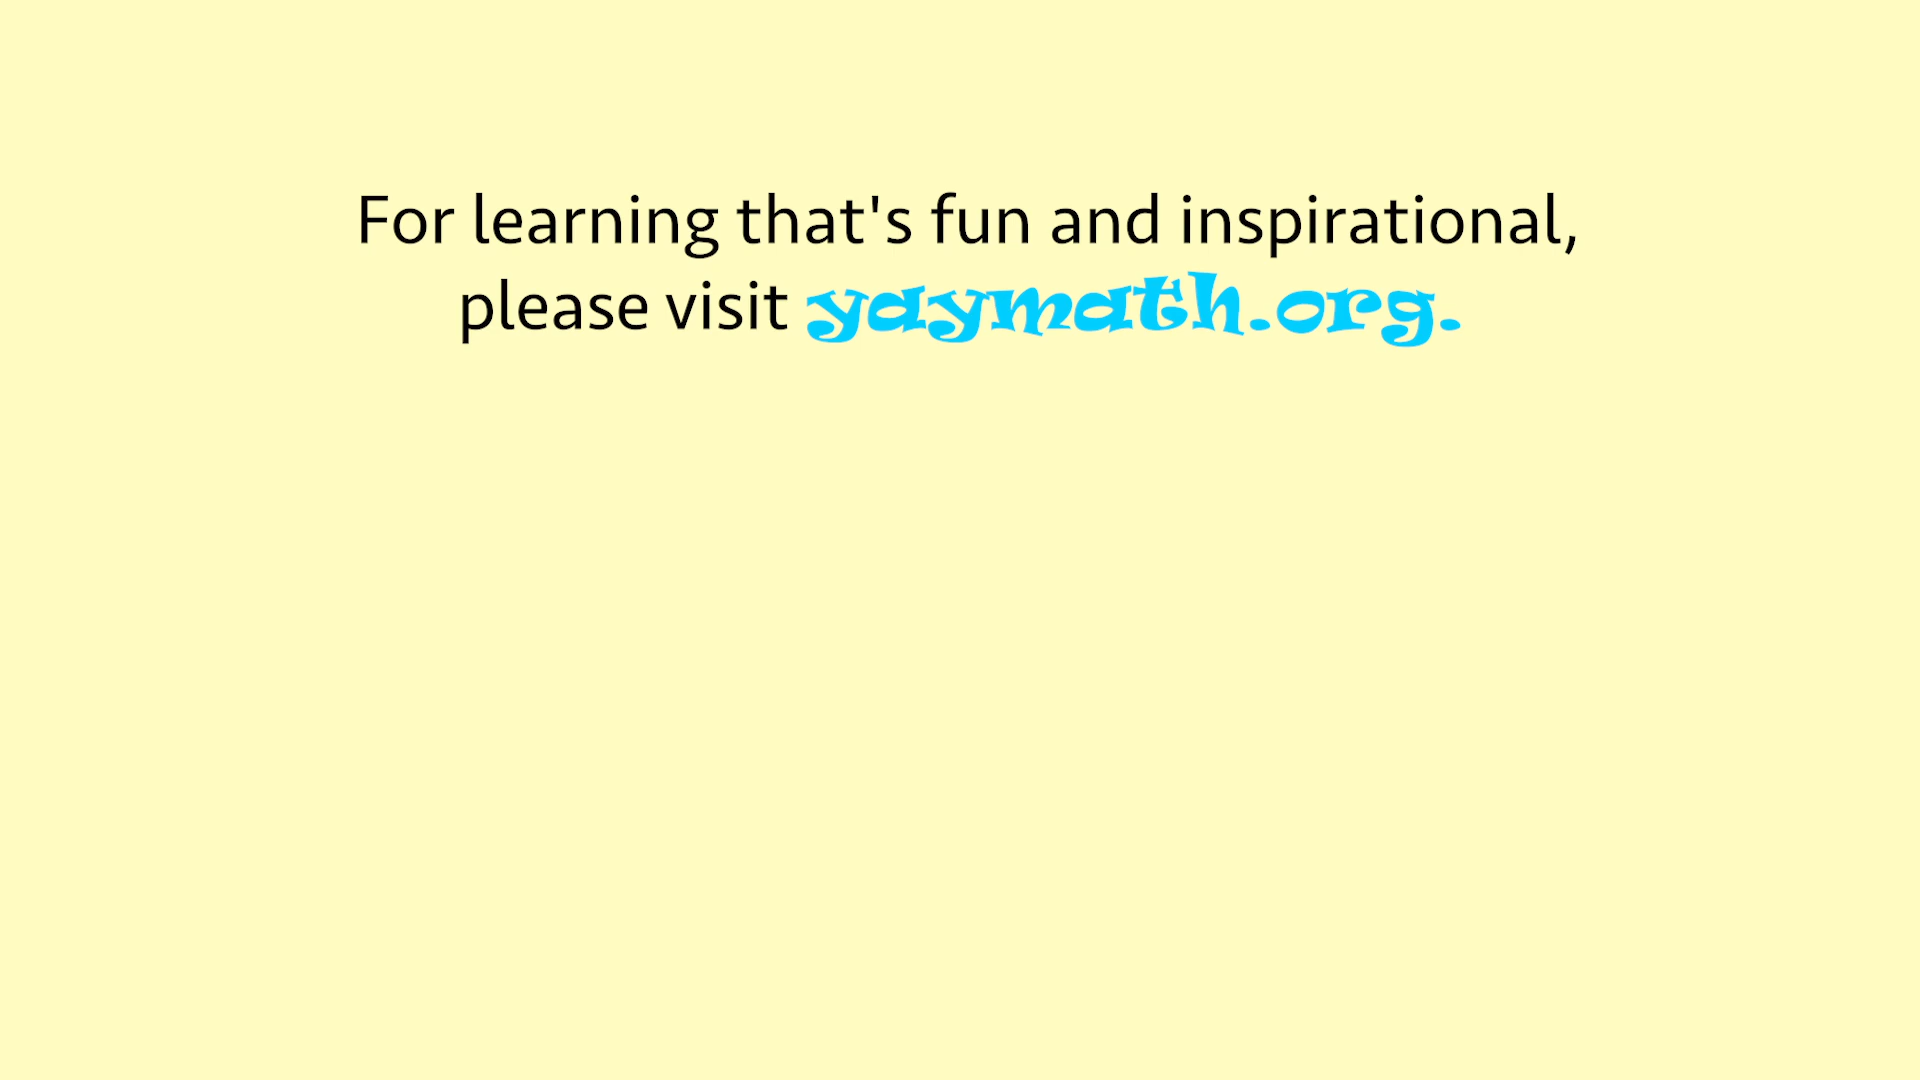 For learning that's fun and inspirational,
please visit yaymath.org.